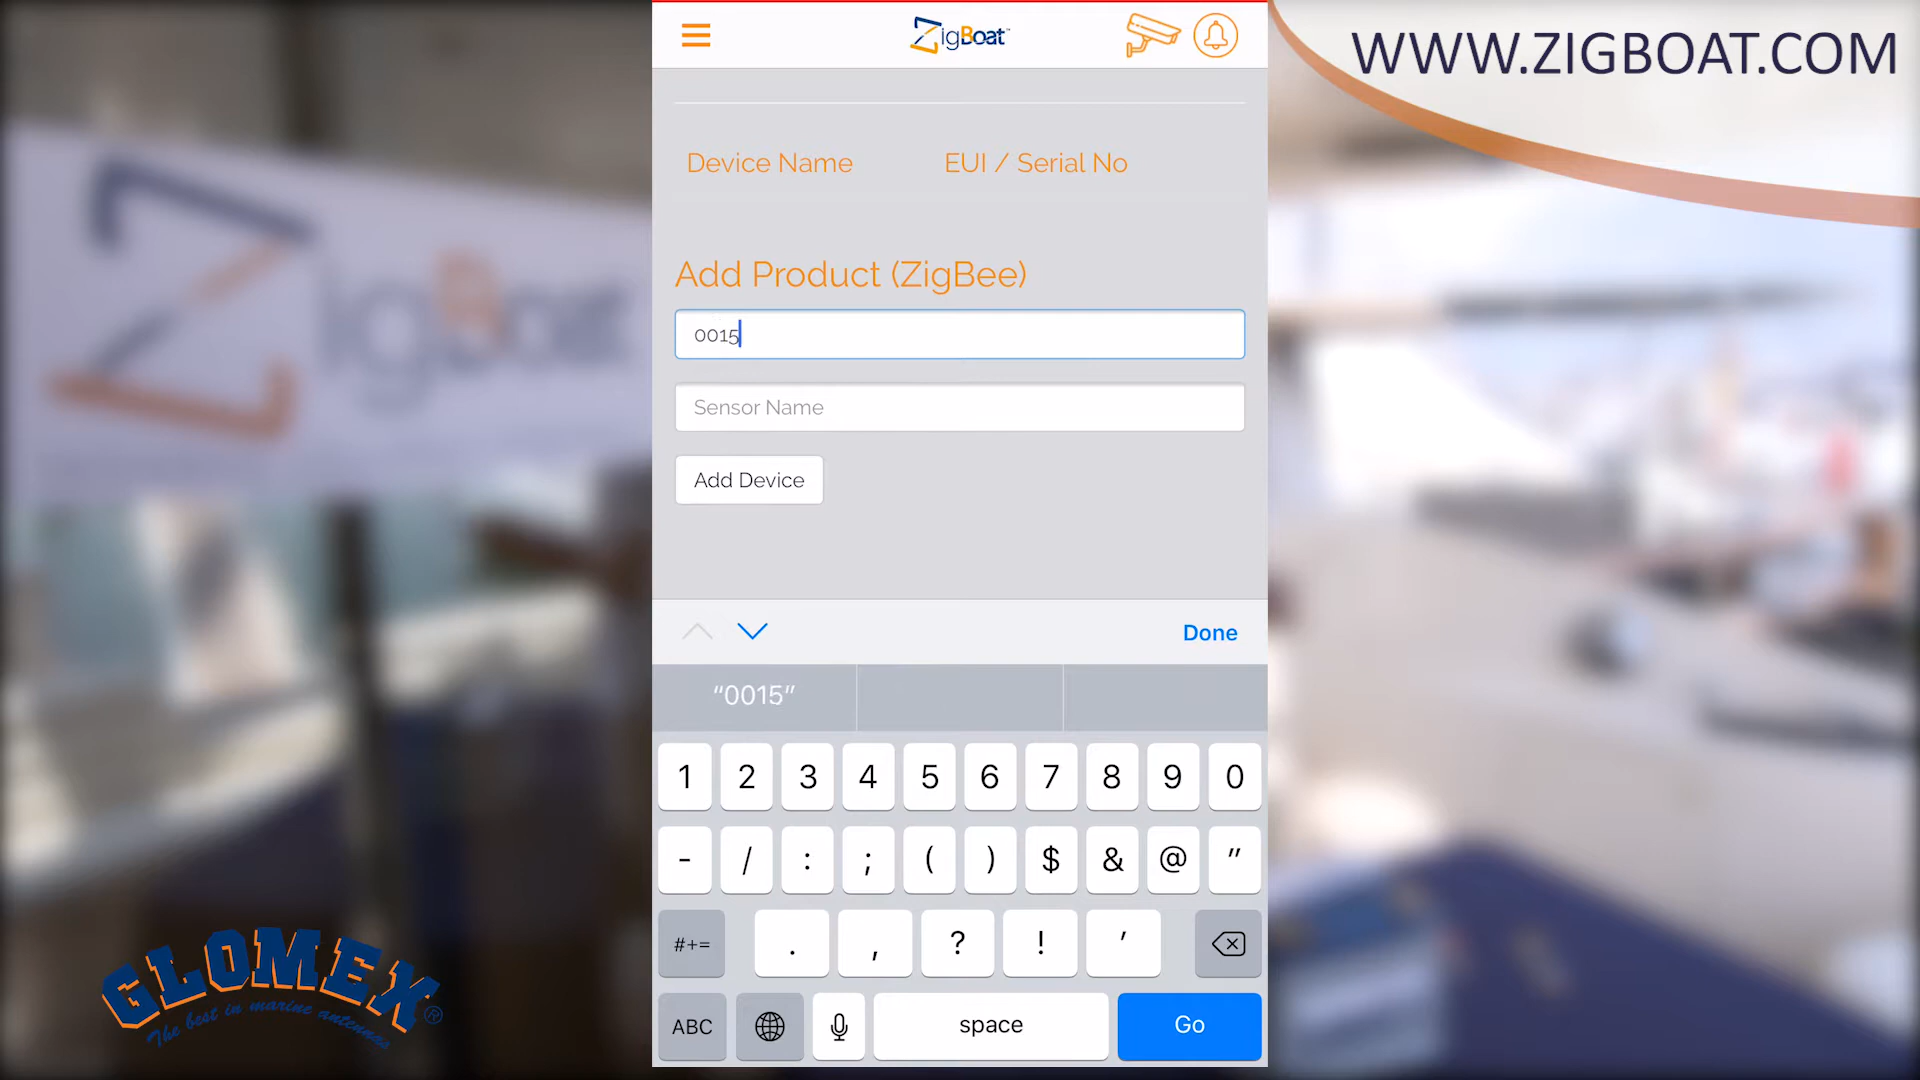 ZigBoat™
WWW.ZIGBOAT.COM
Device Name
EUI / Serial No
Add Product (ZigBee)
0015
Sensor Name
Add Device
Done
“0015”
1 2 3 4 5 6 7 8 9 0
- / : ; ( ) $ & @ "
#+= . , ? ! '
ABC space Go
ZigBoat
GLOMEX®
The best in marine antennas